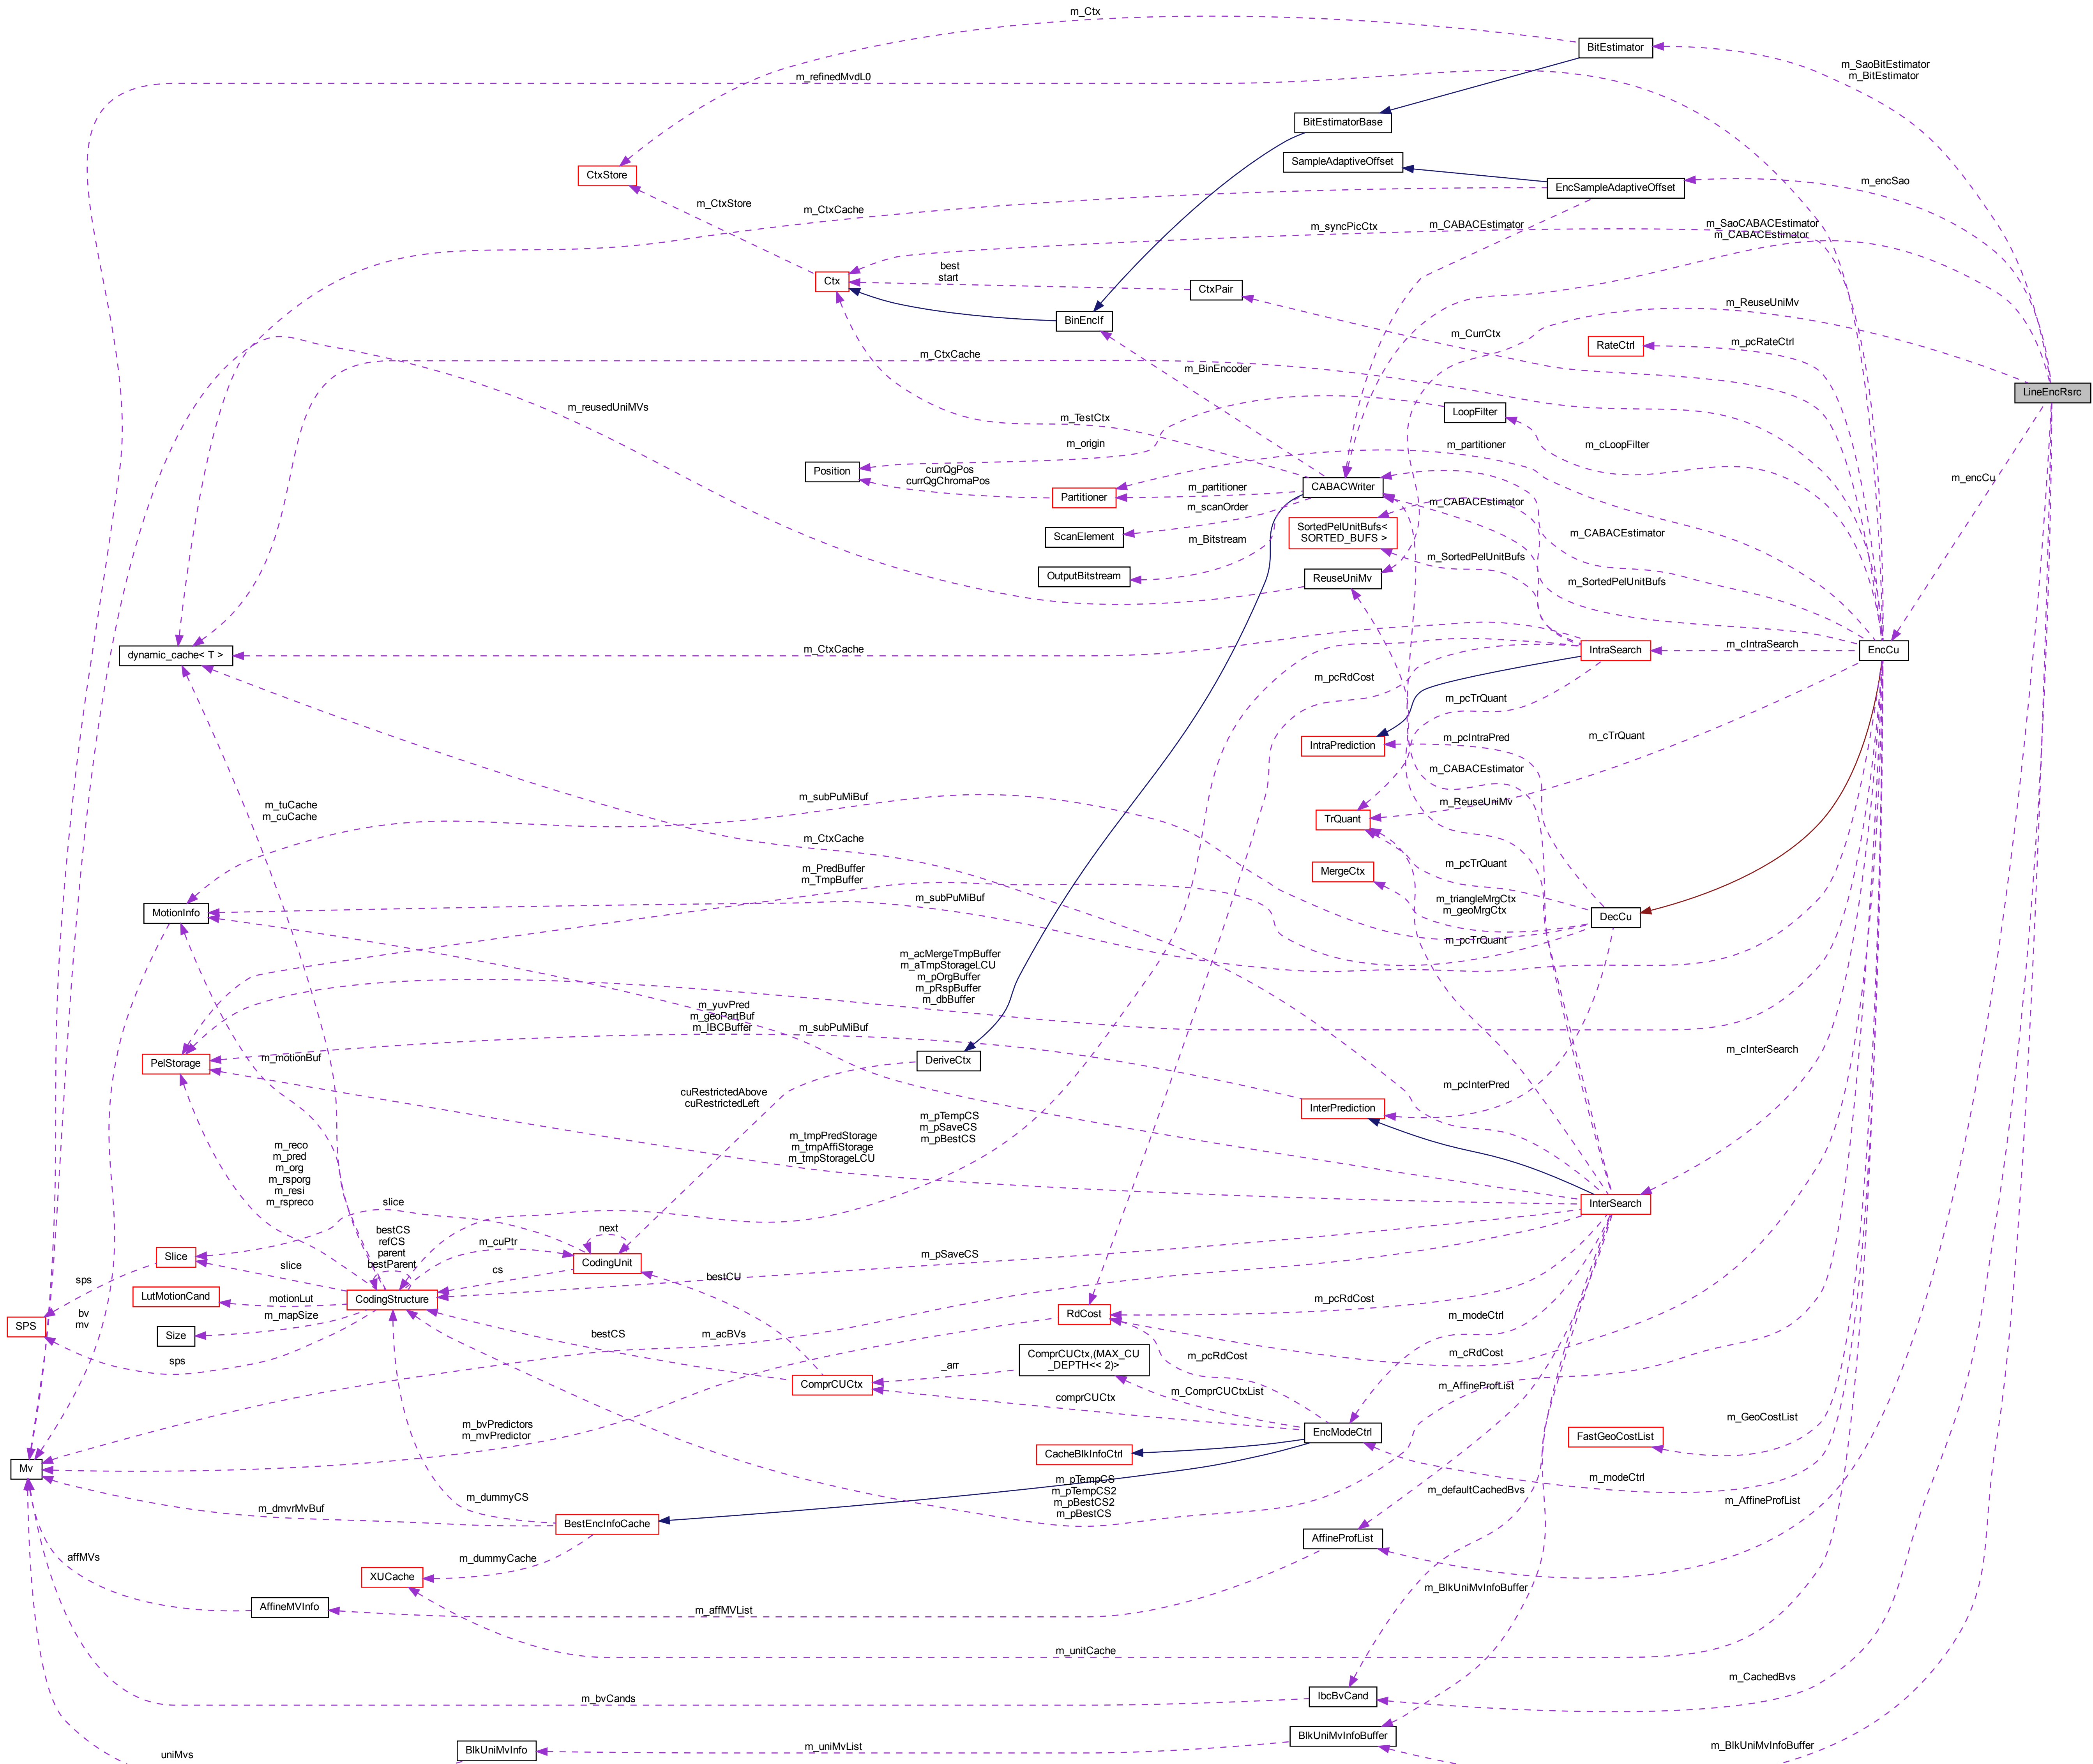 m_Ctx
BitEstimator
m_SaoBitEstimator
m_BitEstimator
m_refinedMvdL0
BitEstimatorBase
SampleAdaptiveOffset
CtxStore
EncSampleAdaptiveOffset
m_encSao
m_CtxStore
m_CtxCache
m_syncPicCtx
m_CABACEstimator
m_SaoCABACEstimator
m_CABACEstimator
best
start
Ctx
CtxPair
m_ReuseUniMv
BinEncIf
m_CurrCtx
RateCtrl
m_pcRateCtrl
m_CtxCache
m_BinEncoder
LineEncRsrc
m_reusedUniMVs
LoopFilter
m_TestCtx
m_origin
m_partitioner
m_cLoopFilter
Position
currQgPos
currQgChromaPos
Partitioner
m_partitioner
CABACWriter
m_encCu
m_scanOrder
m_CABACEstimator
ScanElement
SortedPelUnitBufs<
SORTED_BUFS >
m_CABACEstimator
m_Bitstream
m_SortedPelUnitBufs
OutputBitstream
ReuseUniMv
m_SortedPelUnitBufs
dynamic_cache< T >
m_CtxCache
IntraSearch
m_cIntraSearch
EncCu
m_pcRdCost
m_pcTrQuant
IntraPrediction
m_pcIntraPred
m_cTrQuant
m_CABACEstimator
m_tuCache
m_cuCache
m_subPuMiBuf
m_ReuseUniMv
TrQuant
m_CtxCache
m_PredBuffer
m_TmpBuffer
MergeCtx
m_pcTrQuant
MotionInfo
m_subPuMiBuf
m_triangleMrgCtx
m_geoMrgCtx
DecCu
m_pcTrQuant
m_acMergeTmpBuffer
m_aTmpStorageLCU
m_pOrgBuffer
m_pRspBuffer
m_dbBuffer
m_yuvPred
m_geoPartBuf
m_IBCBuffer
m_subPuMiBuf
m_motionBuf
PelStorage
DeriveCtx
m_cInterSearch
cuRestrictedAbove
cuRestrictedLeft
m_pcInterPred
InterPrediction
m_pTempCS
m_pSaveCS
m_pBestCS
m_tmpPredStorage
m_tmpAffiStorage
m_tmpStorageLCU
m_reco
m_pred
m_org
m_rsporg
m_resi
m_rspreco
slice
InterSearch
next
bestCS
refCS
parent
bestParent
m_cuPtr
Slice
slice
CodingUnit
cs
m_pSaveCS
bestCU
sps
LutMotionCand
motionLut
m_mapSize
CodingStructure
m_pcRdCost
SPS
bv
mv
Size
RdCost
m_modeCtrl
bestCS
m_acBVs
sps
_arr
ComprCUCtx,(MAX_CU
_DEPTH<< 2)>
m_pcRdCost
m_cRdCost
ComprCUCtx
comprCUCtx
m_ComprCUCtxList
m_AffineProfList
m_bvPredictors
m_mvPredictor
m_GeoCostList
EncModeCtrl
FastGeoCostList
CacheBlkInfoCtrl
Mv
m_dmvrMvBuf
m_dummyCS
m_pTempCS
m_pTempCS2
m_pBestCS2
m_pBestCS
m_defaultCachedBvs
m_modeCtrl
m_AffineProfList
BestEncInfoCache
AffineProfList
affMVs
m_dummyCache
XUCache
m_BlkUniMvInfoBuffer
AffineMVInfo
m_affMVList
m_unitCache
m_CachedBvs
m_bvCands
IbcBvCand
BlkUniMvInfoBuffer
uniMvs
BlkUniMvInfo
m_uniMvList
m_BlkUniMvInfoBuffer